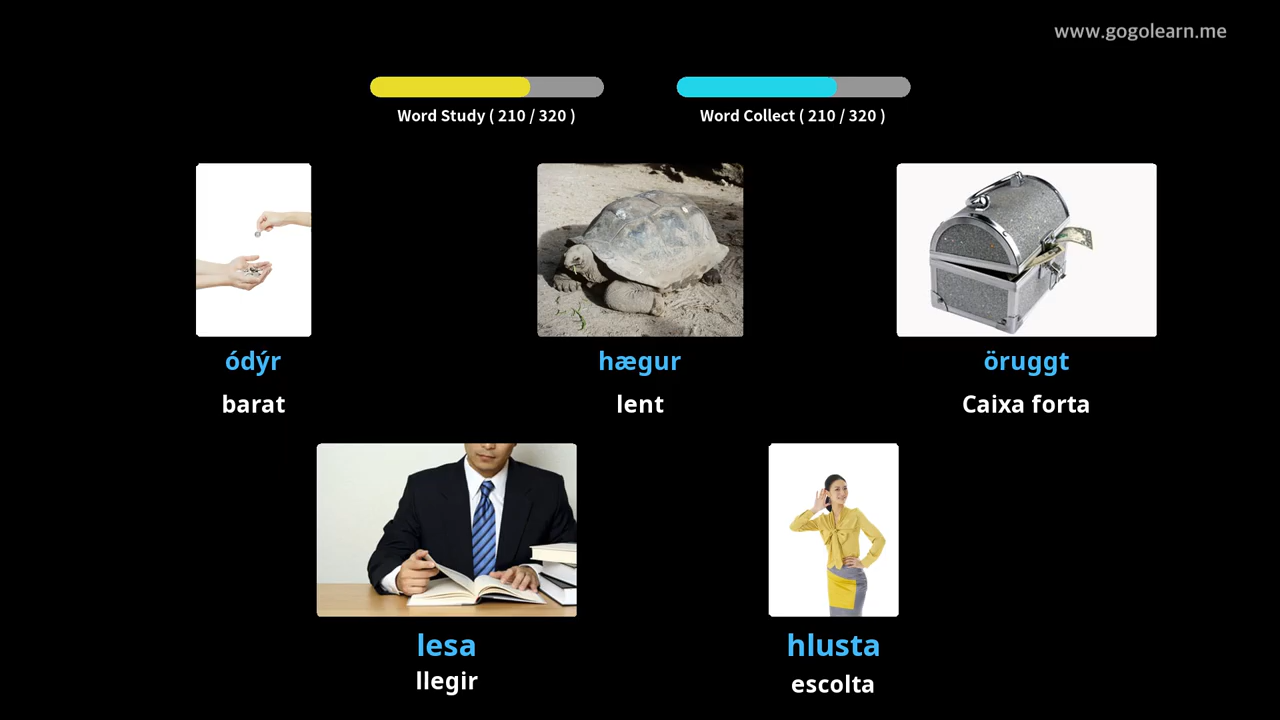 www.gogolearn.me
Word Study ( 210 / 320 )
Word Collect ( 210 / 320 )
ódýr
hægur
öruggt
barat
lent
Caixa forta
lesa
hlusta
llegir
escolta